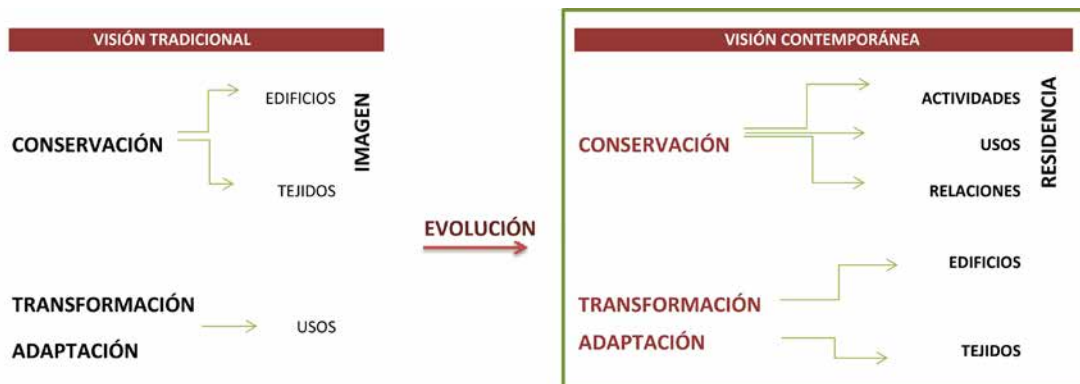 VISIÓN TRADICIONAL
CONSERVACIÓN
EDIFICIOS
TEJIDOS
IMAGEN
TRANSFORMACIÓN
ADAPTACIÓN
USOS
EVOLUCIÓN
VISIÓN CONTEMPORÁNEA
CONSERVACIÓN
ACTIVIDADES
USOS
RELACIONES
RESIDENCIA
TRANSFORMACIÓN
ADAPTACIÓN
EDIFICIOS
TEJIDOS